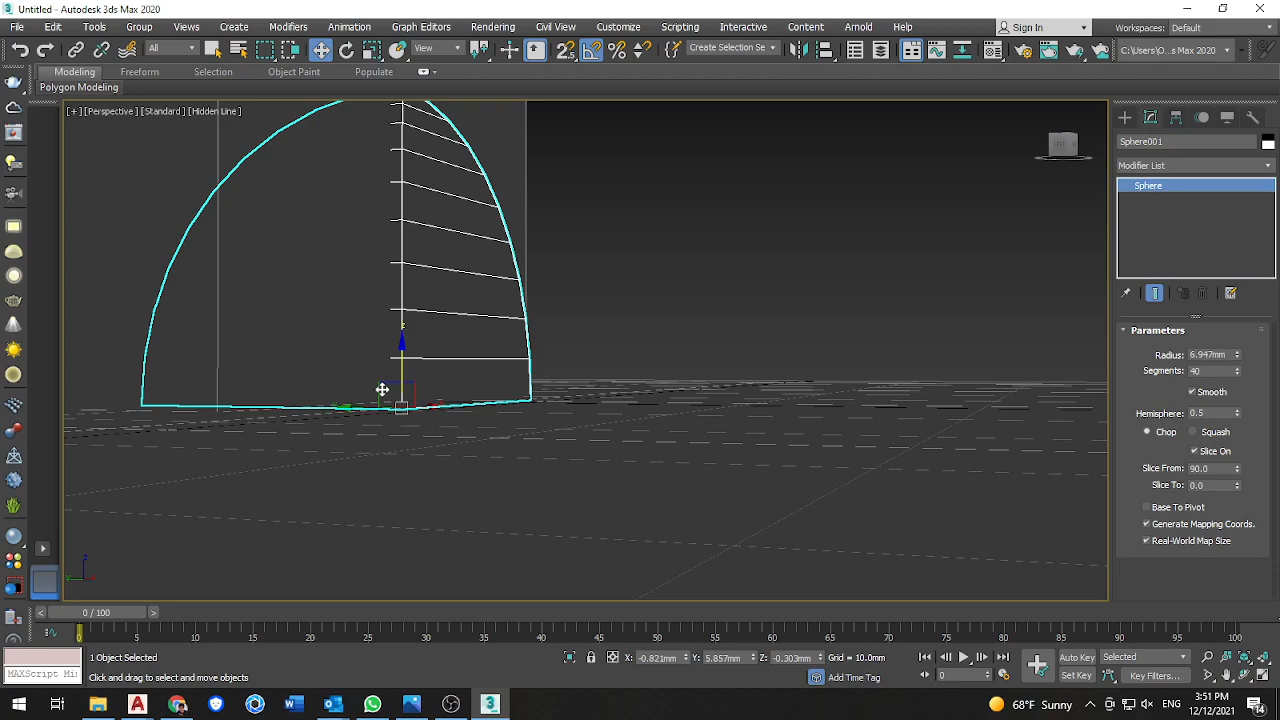 Untitled - Autodesk 3ds Max 2020
File Edit Tools Group Views Create Modifiers Animation Graph Editors Rendering Civil View Customize Scripting Interactive Content Arnold Help Sign In Workspaces: Default
All View Create Selection Se C:\Users\O...s Max 2020
Modeling Freeform Selection Object Paint Populate
Polygon Modeling
[+] [Perspective] [Standard] [Hidden Line]
Sphere001
Modifier List
Sphere
Parameters
Radius: 6.947mm
Segments: 40
Smooth
Hemisphere: 0.5
Chop Squash
Slice On
Slice From: 90.0
Slice To: 0.0
Base To Pivot
Generate Mapping Coords.
Real-World Map Size
0 / 100
0 5 10 15 20 25 30 35 40 45 50 55 60 65 70 75 80 85 90 95 100
1 Object Selected X: -0.821mm Y: 5.857mm Z: -0.303mm Grid = 10.0mm Auto Key Selected
MAXScript Min Click and drag to select and move objects Add Time Tag Set Key Key Filters... 0
68°F Sunny ENG 3:51 PM
12/12/2021